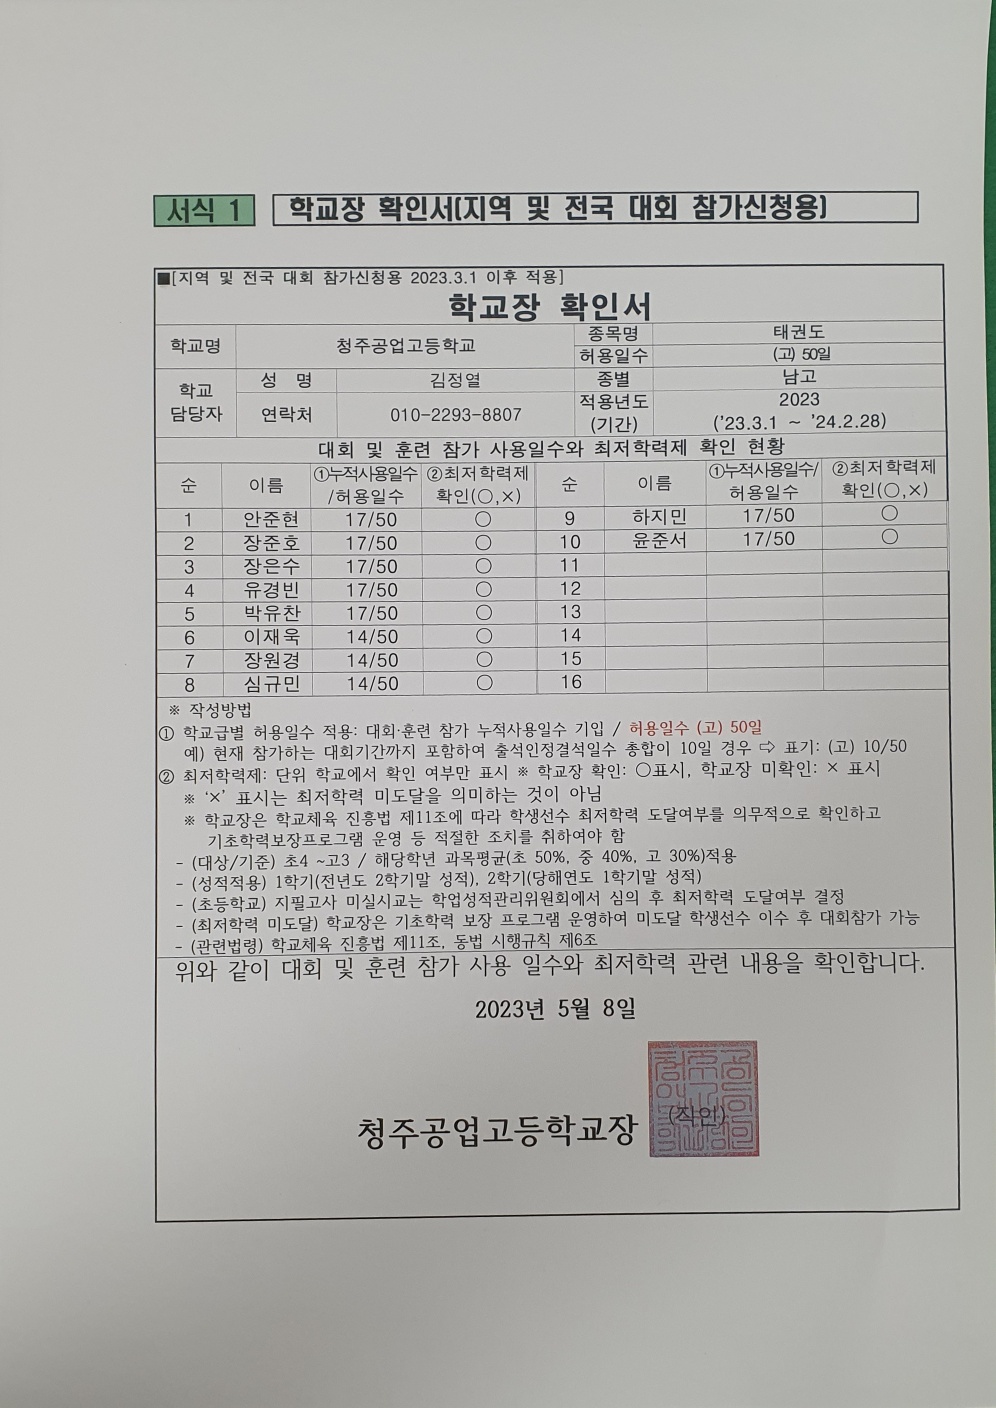 서식 1 학교장 확인서(지역 및 전국 대회 참가신청용)
■[지역 및 전국 대회 참가신청용 2023.3.1 이후 적용]
학교장 확인서
학교명 청주공업고등학교 종목명 태권도
허용일수 (고) 50일
학교 담당자 성 명 김정열 종별 남고
연락처 010-2293-8807 적용년도 (기간) 2023 ('23.3.1 ~ '24.2.28)
대회 및 훈련 참가 사용일수와 최저학력제 확인 현황
순 이름 ①누적사용일수/허용일수 ②최저학력제 확인(○,×) 순 이름 ①누적사용일수/허용일수 ②최저학력제 확인(○,×)
1 안준현 17/50 ○ 9 하지민 17/50 ○
2 장준호 17/50 ○ 10 윤준서 17/50 ○
3 장은수 17/50 ○ 11
4 유경빈 17/50 ○ 12
5 박유찬 17/50 ○ 13
6 이재욱 14/50 ○ 14
7 장원경 14/50 ○ 15
8 심규민 14/50 ○ 16
※ 작성방법
① 학교급별 허용일수 적용: 대회·훈련 참가 누적사용일수 기입 / 허용일수 (고) 50일
예) 현재 참가하는 대회기간까지 포함하여 출석인정결석일수 총합이 10일 경우 ⇨ 표기: (고) 10/50
② 최저학력제: 단위 학교에서 확인 여부만 표시 ※ 학교장 확인: ○표시, 학교장 미확인: × 표시
※ '×' 표시는 최저학력 미도달을 의미하는 것이 아님
※ 학교장은 학교체육 진흥법 제11조에 따라 학생선수 최저학력 도달여부를 의무적으로 확인하고
기초학력보장프로그램 운영 등 적절한 조치를 취하여야 함
- (대상/기준) 초4 ~고3 / 해당학년 과목평균(초 50%, 중 40%, 고 30%)적용
- (성적적용) 1학기(전년도 2학기말 성적), 2학기(당해연도 1학기말 성적)
- (초등학교) 지필고사 미실시교는 학업성적관리위원회에서 심의 후 최저학력 도달여부 결정
- (최저학력 미도달) 학교장은 기초학력 보장 프로그램 운영하여 미도달 학생선수 이수 후 대회참가 가능
- (관련법령) 학교체육 진흥법 제11조, 동법 시행규칙 제6조
위와 같이 대회 및 훈련 참가 사용 일수와 최저학력 관련 내용을 확인합니다.
2023년 5월 8일
청주공업고등학교장 (직인)